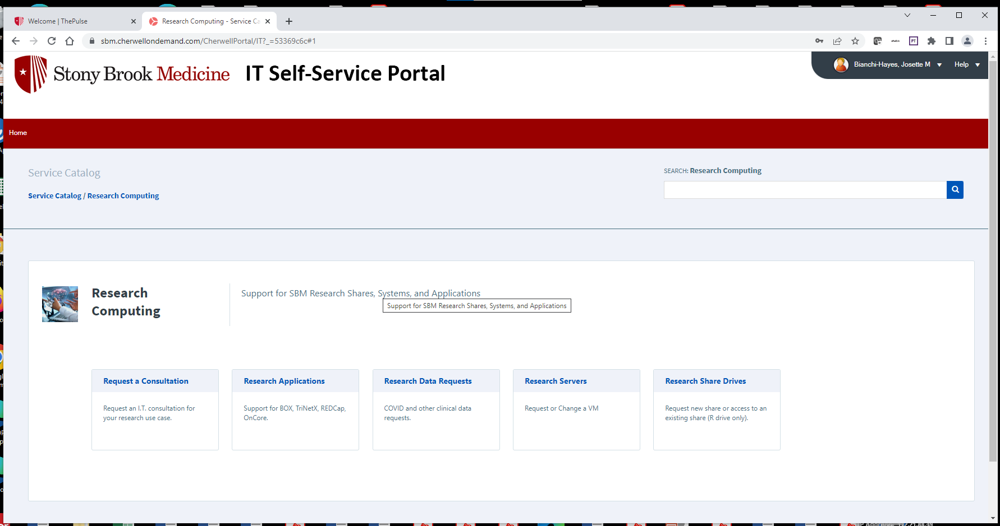 Welcome | ThePulse
Research Computing - Service Ca
sbm.cherwellondemand.com/CherwellPortal/IT?_=53369c6c#1
PT
Stony Brook Medicine IT Self-Service Portal
Bianchi-Hayes, Josette M
Help
Home
Service Catalog
SEARCH: Research Computing
Service Catalog / Research Computing
Research
Computing
Support for SBM Research Shares, Systems, and Applications
Support for SBM Research Shares, Systems, and Applications
Request a Consultation
Request an I.T. consultation for
your research use case.
Research Applications
Support for BOX, TriNetX, REDCap,
OnCore.
Research Data Requests
COVID and other clinical data
requests.
Research Servers
Request or Change a VM
Research Share Drives
Request new share or access to an
existing share (R drive only).